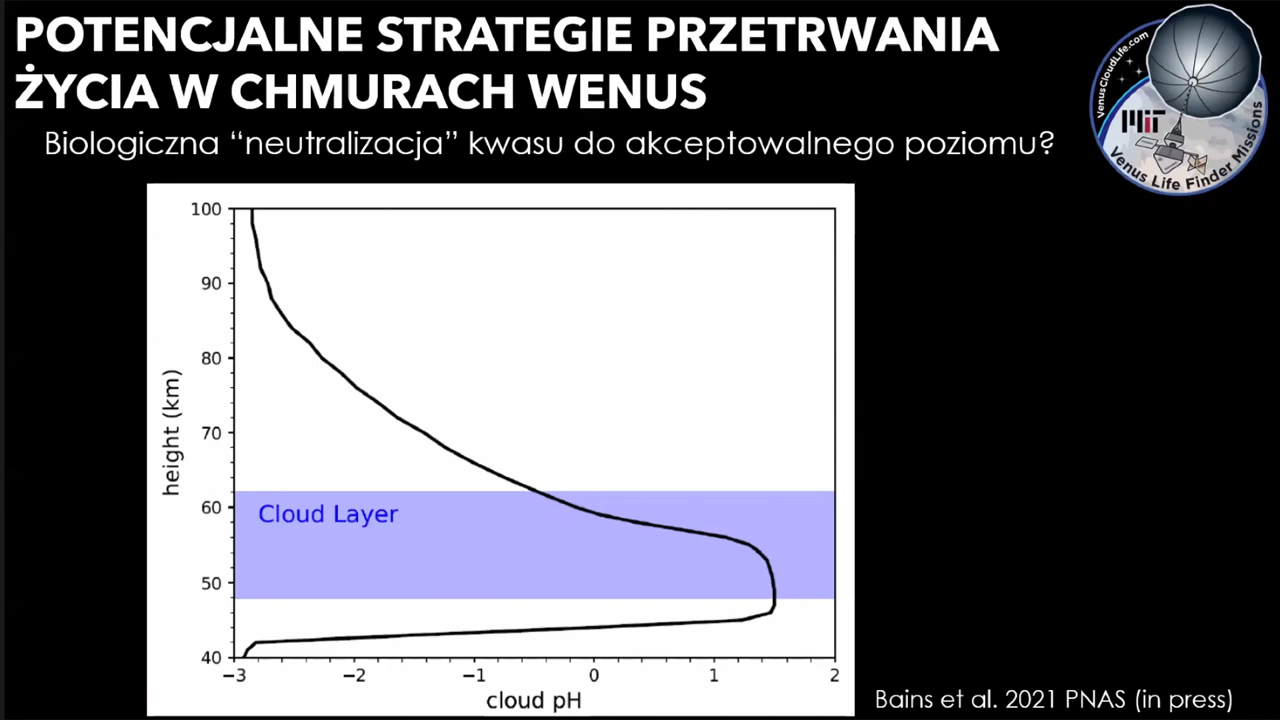 POTENCJALNE STRATEGIE PRZETRWANIA
ŻYCIA W CHMURACH WENUS
Biologiczna “neutralizacja” kwasu do akceptowalnego poziomu?
VenusCloudLife.com
MIT
Venus Life Finder Missions
100
90
80
70
60
50
40
height (km)
Cloud Layer
−3
−2
−1
0
1
2
cloud pH
Bains et al. 2021 PNAS (in press)